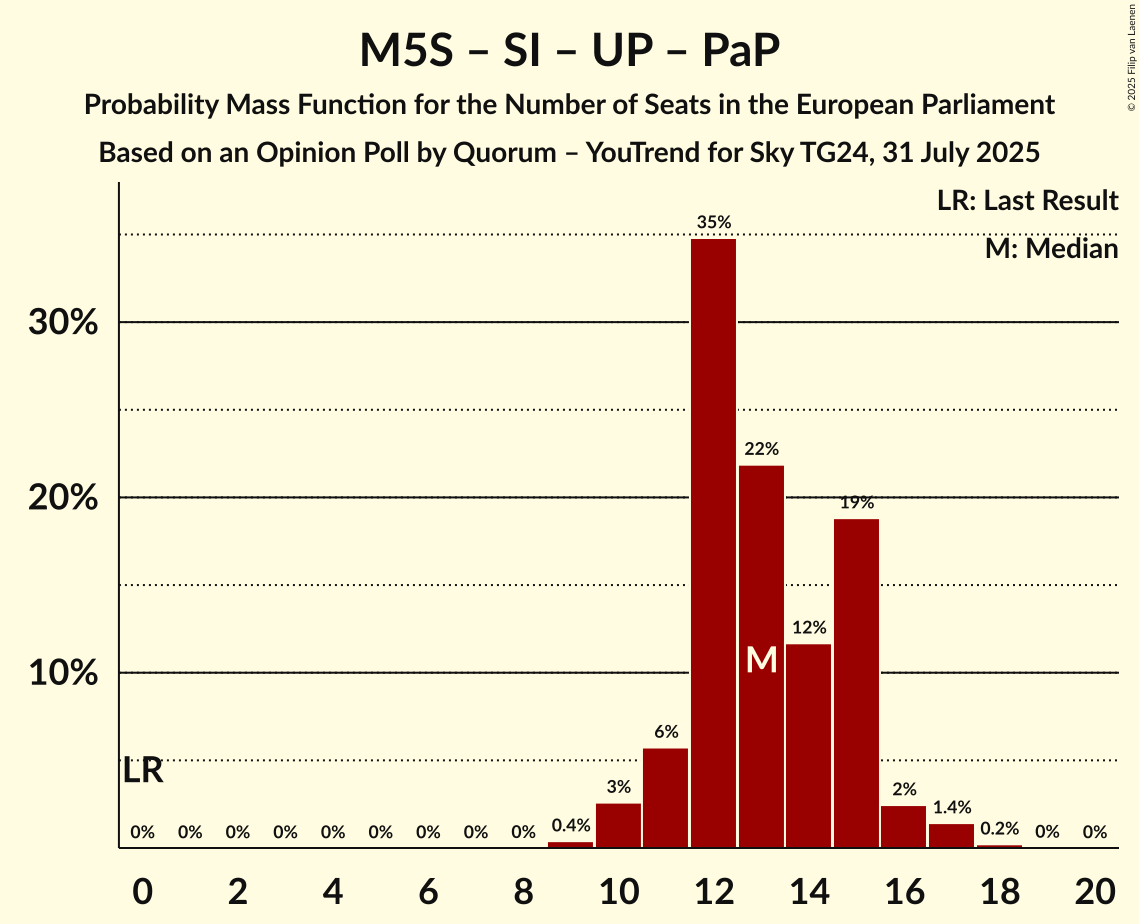 M5S – SI – UP – PaP
Probability Mass Function for the Number of Seats in the European Parliament
Based on an Opinion Poll by Quorum – YouTrend for Sky TG24, 31 July 2025
© 2025 Filip van Laenen
LR: Last Result
M: Median
35%
30%
22%
20%
19%
12%
M
10%
6%
LR
3%
2%
1.4%
0% 0% 0% 0% 0% 0% 0% 0% 0% 0.4% 0.2% 0% 0%
0 2 4 6 8 10 12 14 16 18 20